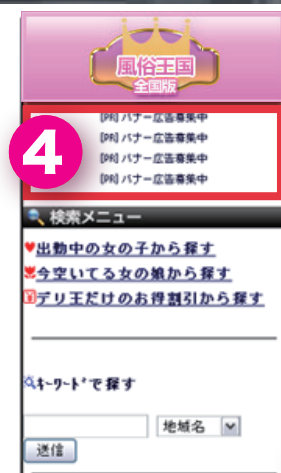 風俗王国
全国版
[PR] バナー広告募集中
[PR] バナー広告募集中
[PR] バナー広告募集中
[PR] バナー広告募集中
4
検索メニュー
出勤中の女の子から探す
今空いてる女の娘から探す
デリ王だけのお得割引から探す
ｷｰﾜｰﾄﾞで探す
地域名
送信